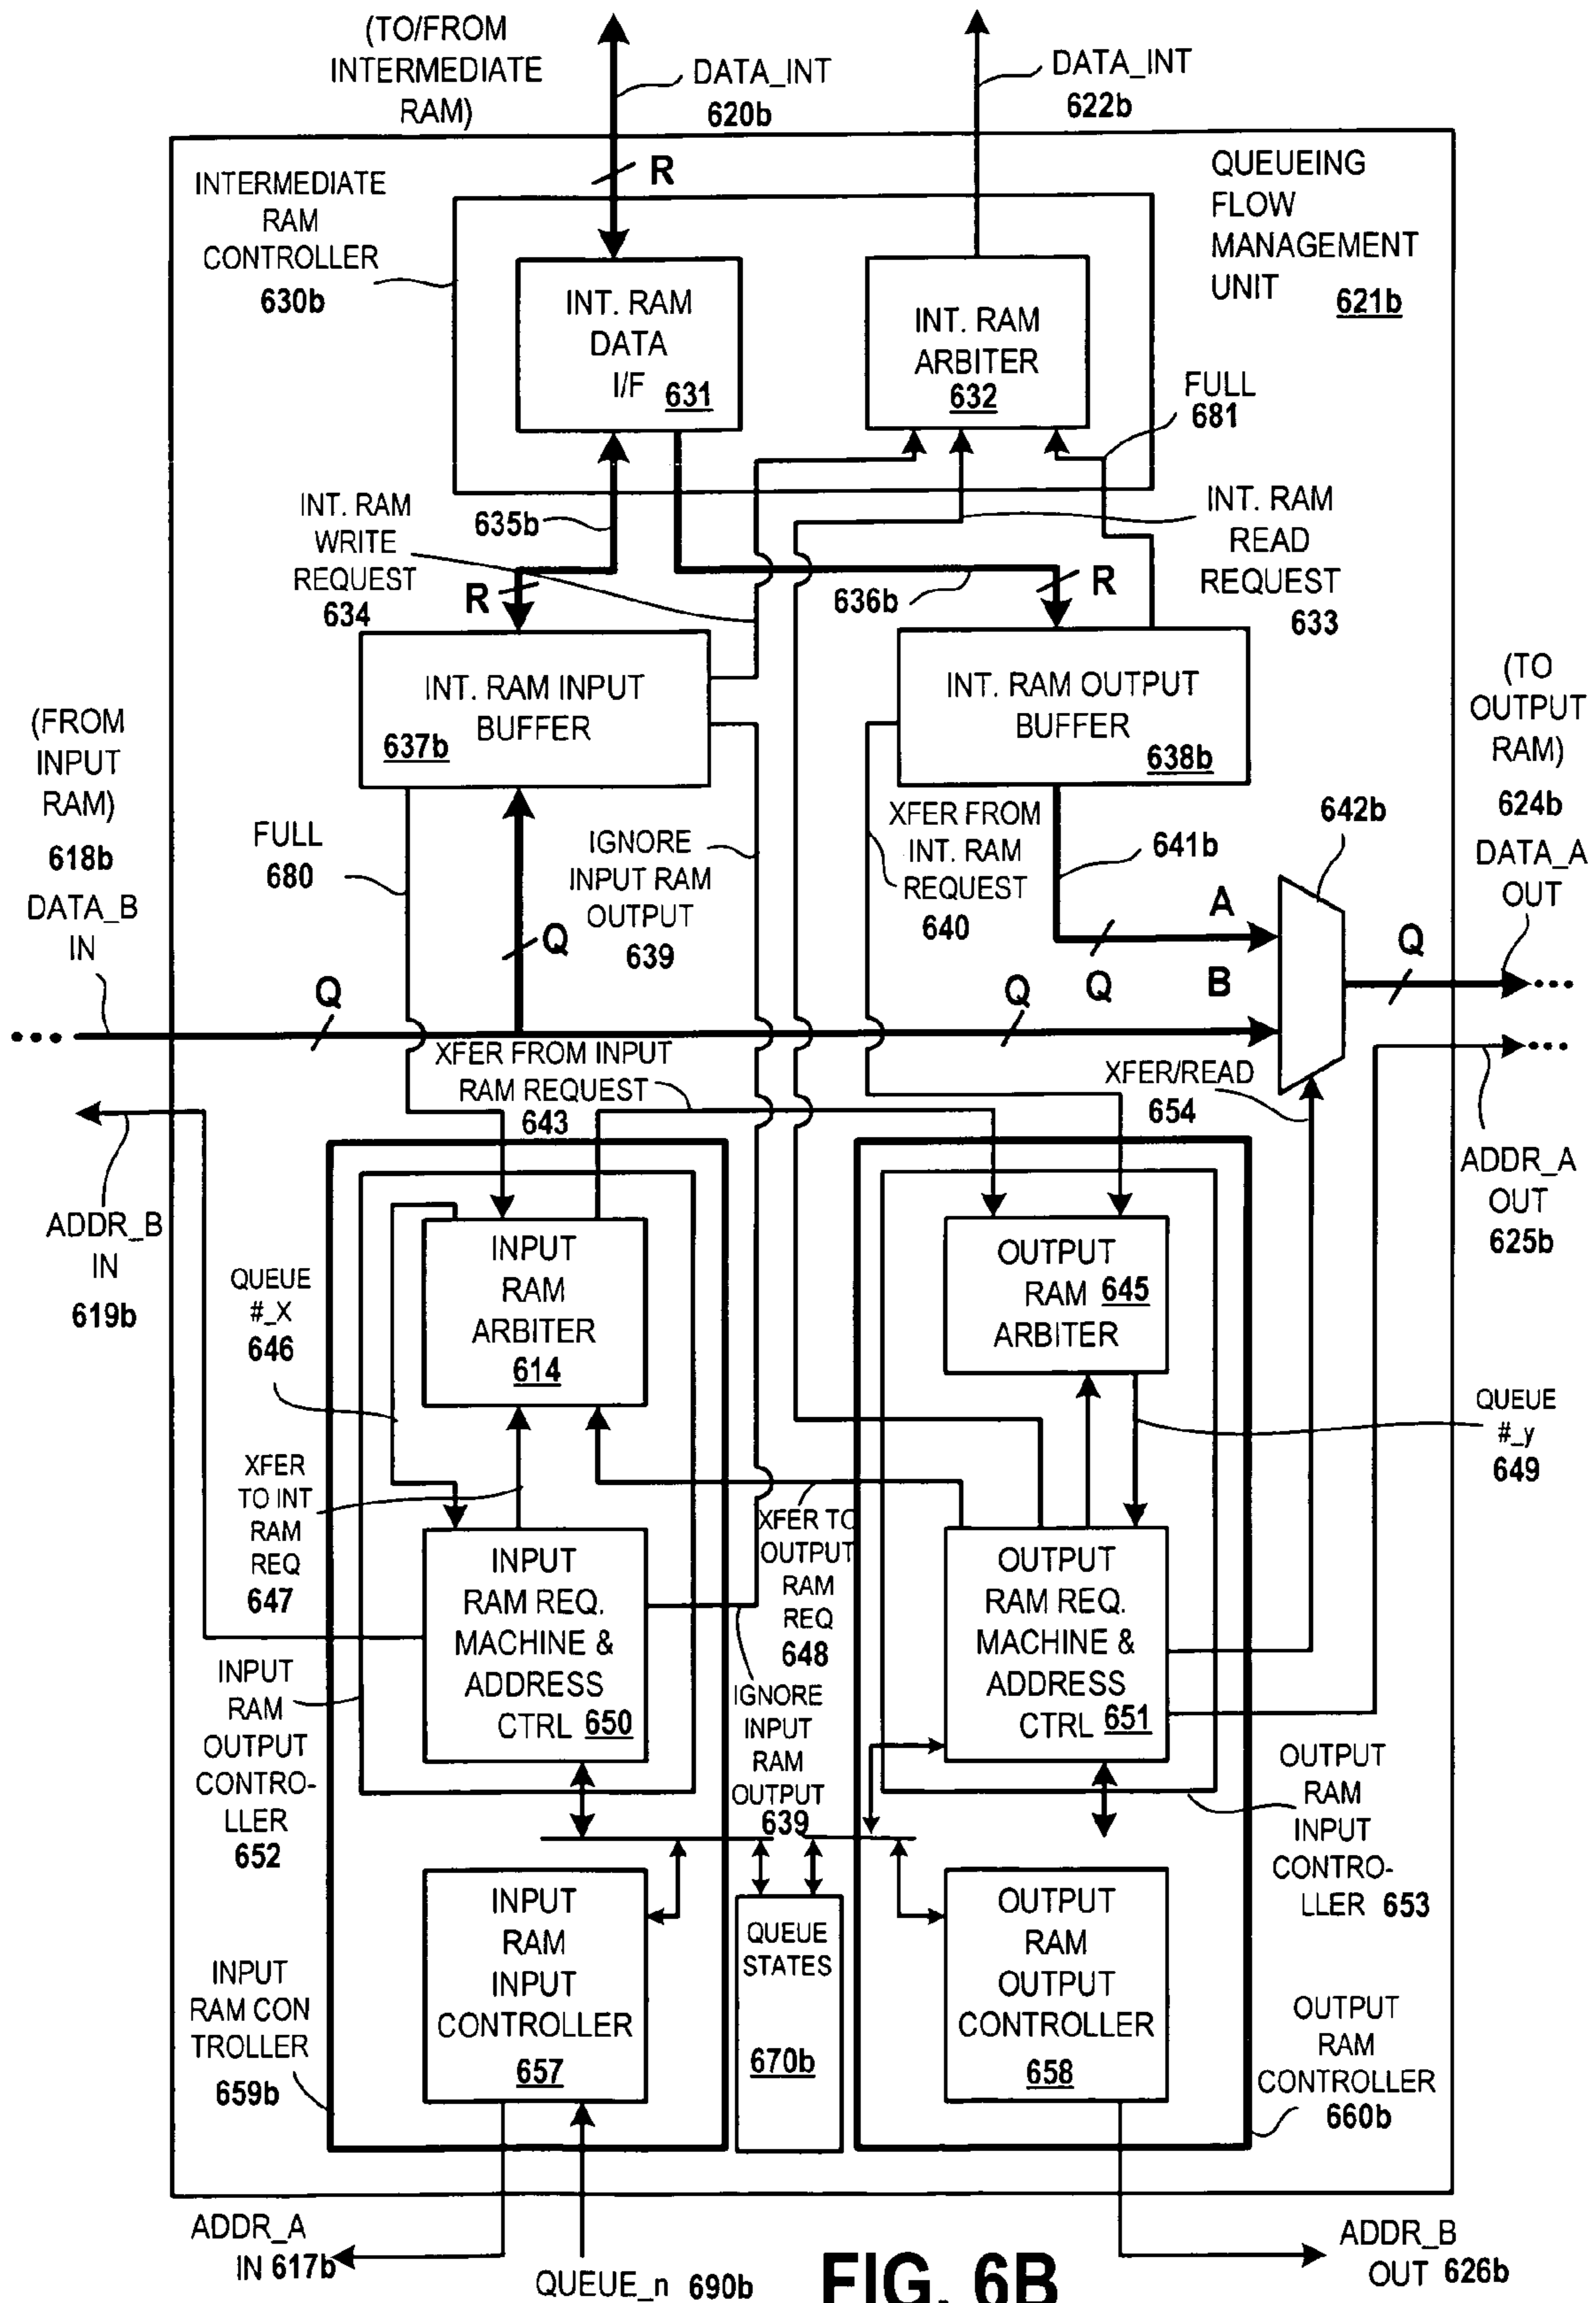 (TO/FROM
INTERMEDIATE
RAM)
DATA_INT
620b
DATA_INT
622b
R
INTERMEDIATE
RAM
CONTROLLER
630b
QUEUEING
FLOW
MANAGEMENT
UNIT 621b
INT. RAM
DATA
I/F 631
INT. RAM
ARBITER
632
FULL
681
INT. RAM
WRITE
REQUEST
634
635b
R
636b
R
INT. RAM
READ
REQUEST
633
INT. RAM INPUT
BUFFER
637b
INT. RAM OUTPUT
BUFFER
638b
(FROM
INPUT
RAM)
618b
DATA_B
IN
(TO
OUTPUT
RAM)
624b
DATA_A
OUT
FULL
680
IGNORE
INPUT RAM
OUTPUT
639
XFER FROM
INT. RAM
REQUEST
640
641b
642b
Q
A
Q
B
Q
Q
Q
XFER FROM INPUT
RAM REQUEST
643
XFER/READ
654
ADDR_B
IN
619b
ADDR_A
OUT
625b
QUEUE
#_X
646
INPUT
RAM
ARBITER
614
OUTPUT
RAM 645
ARBITER
QUEUE
#_y
649
XFER
TO INT
RAM
REQ
647
XFER TO
OUTPUT
RAM
REQ
648
INPUT
RAM REQ.
MACHINE &
ADDRESS
CTRL 650
OUTPUT
RAM REQ.
MACHINE &
ADDRESS
CTRL 651
INPUT
RAM
OUTPUT
CONTRO-
LLER
652
IGNORE
INPUT
RAM
OUTPUT
639
OUTPUT
RAM
INPUT
CONTRO-
LLER 653
INPUT
RAM
INPUT
CONTROLLER
657
QUEUE
STATES
670b
OUTPUT
RAM
OUTPUT
CONTROLLER
658
INPUT
RAM CON
TROLLER
659b
OUTPUT
RAM
CONTROLLER
660b
ADDR_A
IN 617b
QUEUE_n 690b
FIG. 6B
ADDR_B
OUT 626b